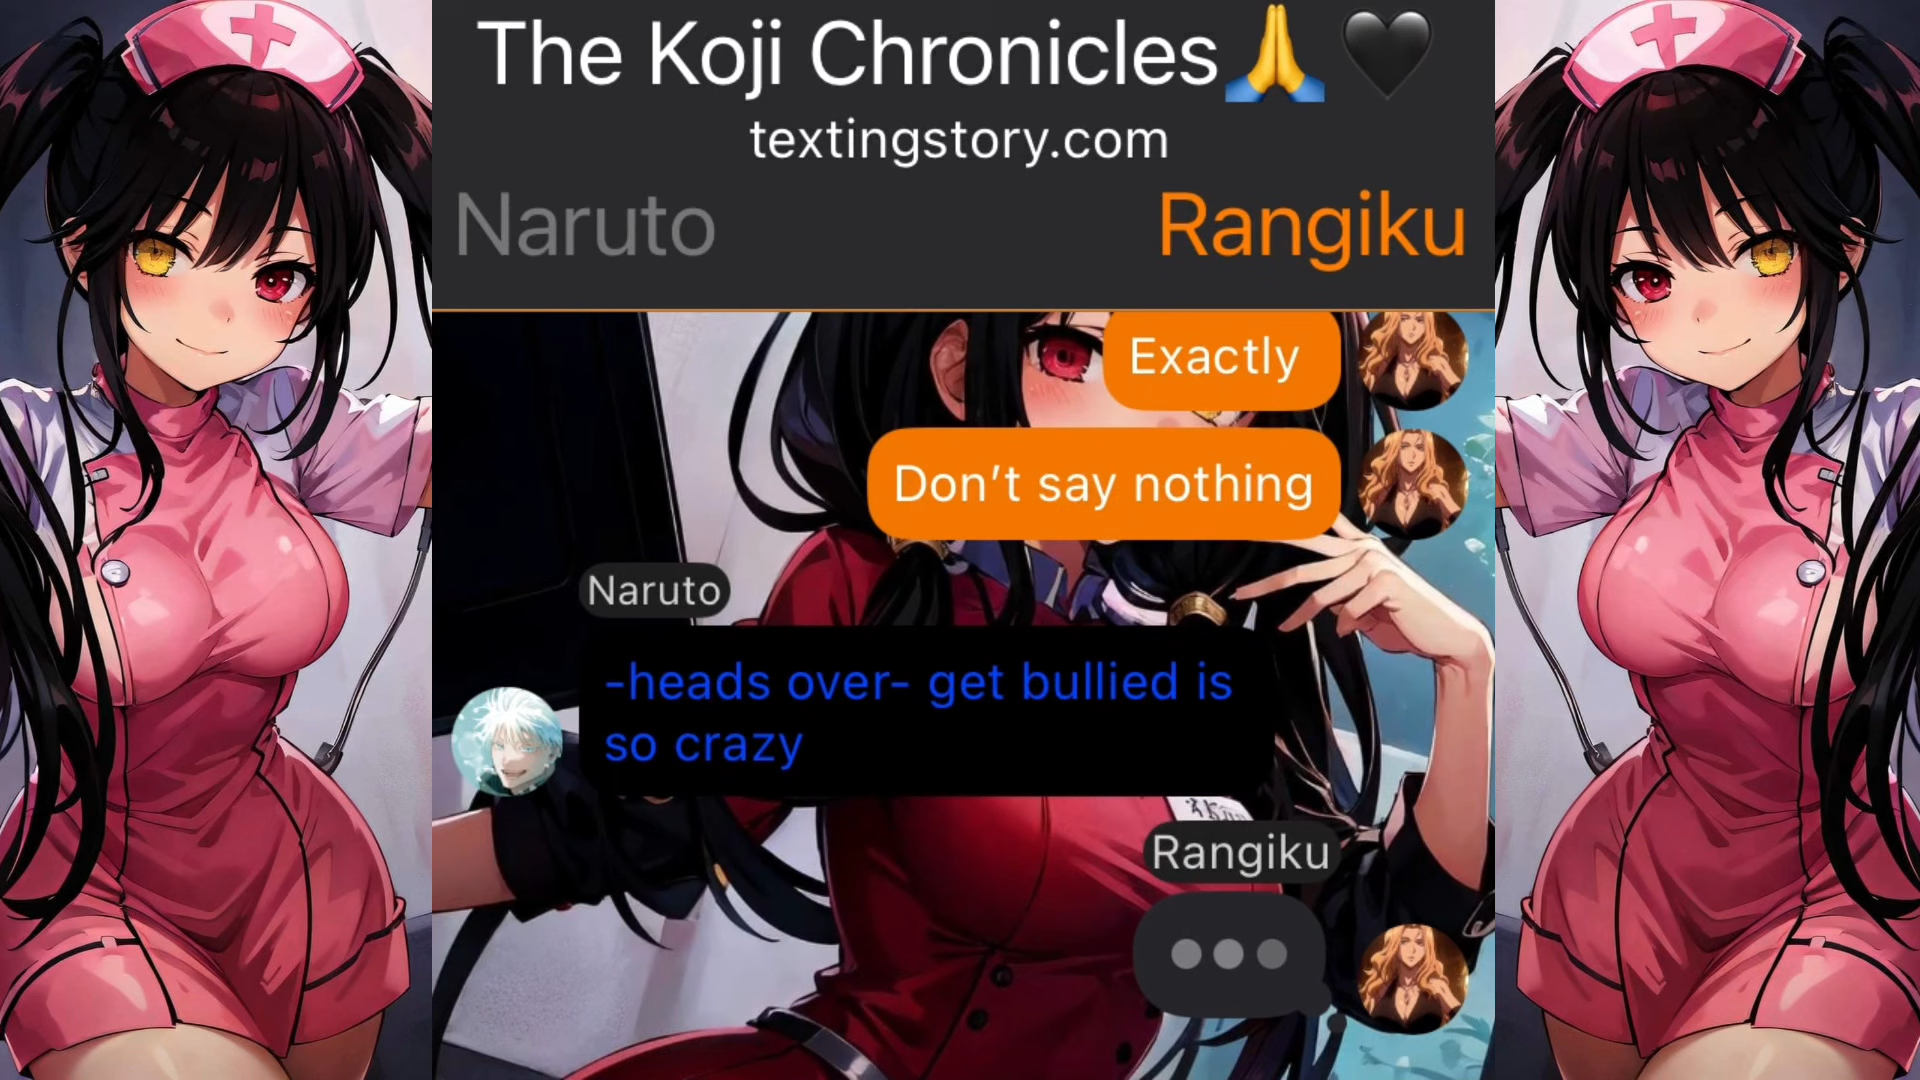 The Koji Chronicles🙏 🖤
textingstory.com
Naruto
Rangiku
Exactly
Don’t say nothing
Naruto
-heads over- get bullied is
so crazy
Rangiku